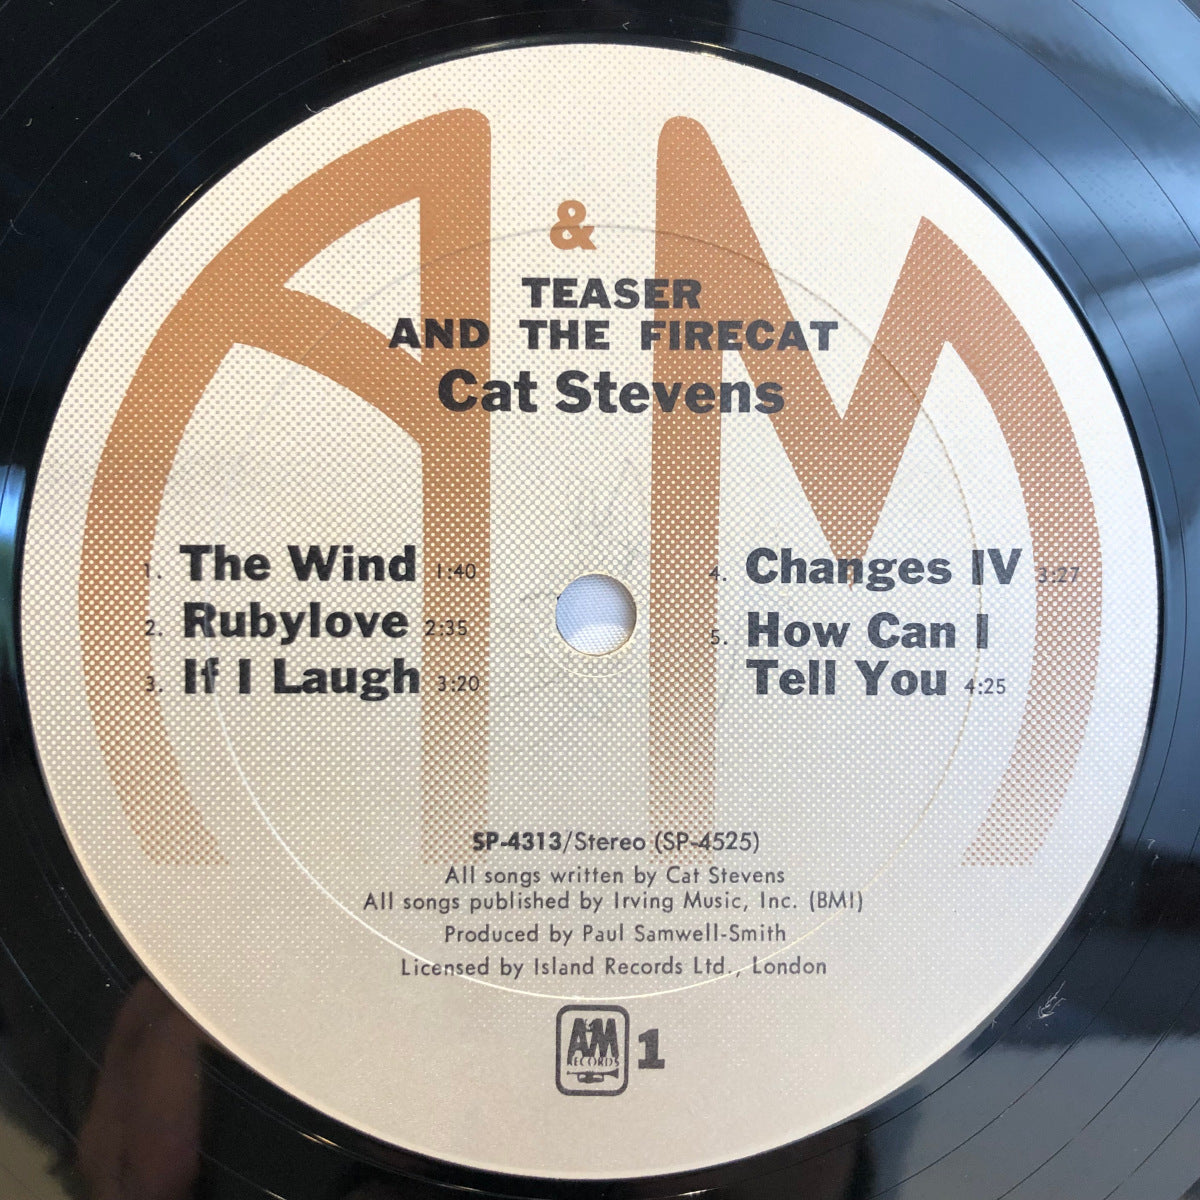 A & M
TEASER
AND THE FIRECAT
Cat Stevens
1. The Wind 1:40
2. Rubylove 2:35
3. If I Laugh 3:20
4. Changes IV 3:27
5. How Can I
Tell You 4:25
SP-4313/Stereo (SP-4525)
All songs written by Cat Stevens
All songs published by Irving Music, Inc. (BMI)
Produced by Paul Samwell-Smith
Licensed by Island Records Ltd., London
A&M
RECORDS
1